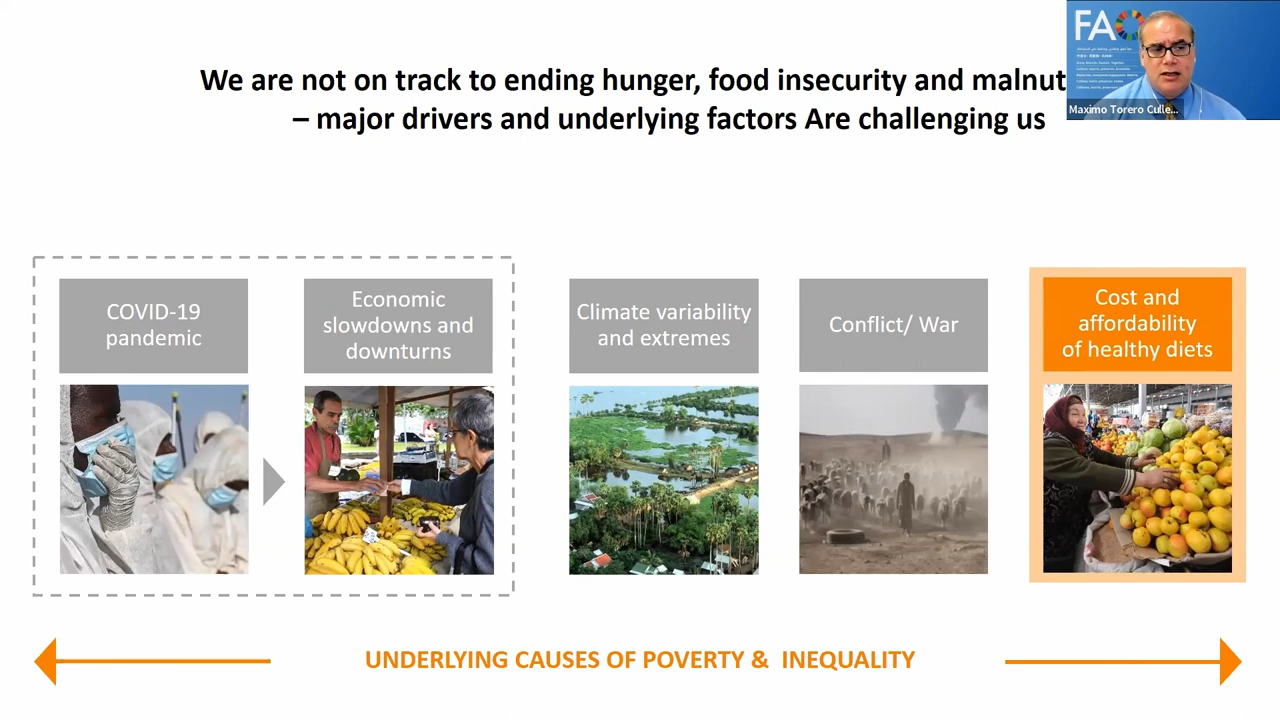 We are not on track to ending hunger, food insecurity and malnut
– major drivers and underlying factors Are challenging us
FAO
Maximo Torero Culle...
COVID-19
pandemic
Economic
slowdowns and
downturns
Climate variability
and extremes
Conflict/ War
Cost and
affordability
of healthy diets
UNDERLYING CAUSES OF POVERTY & INEQUALITY